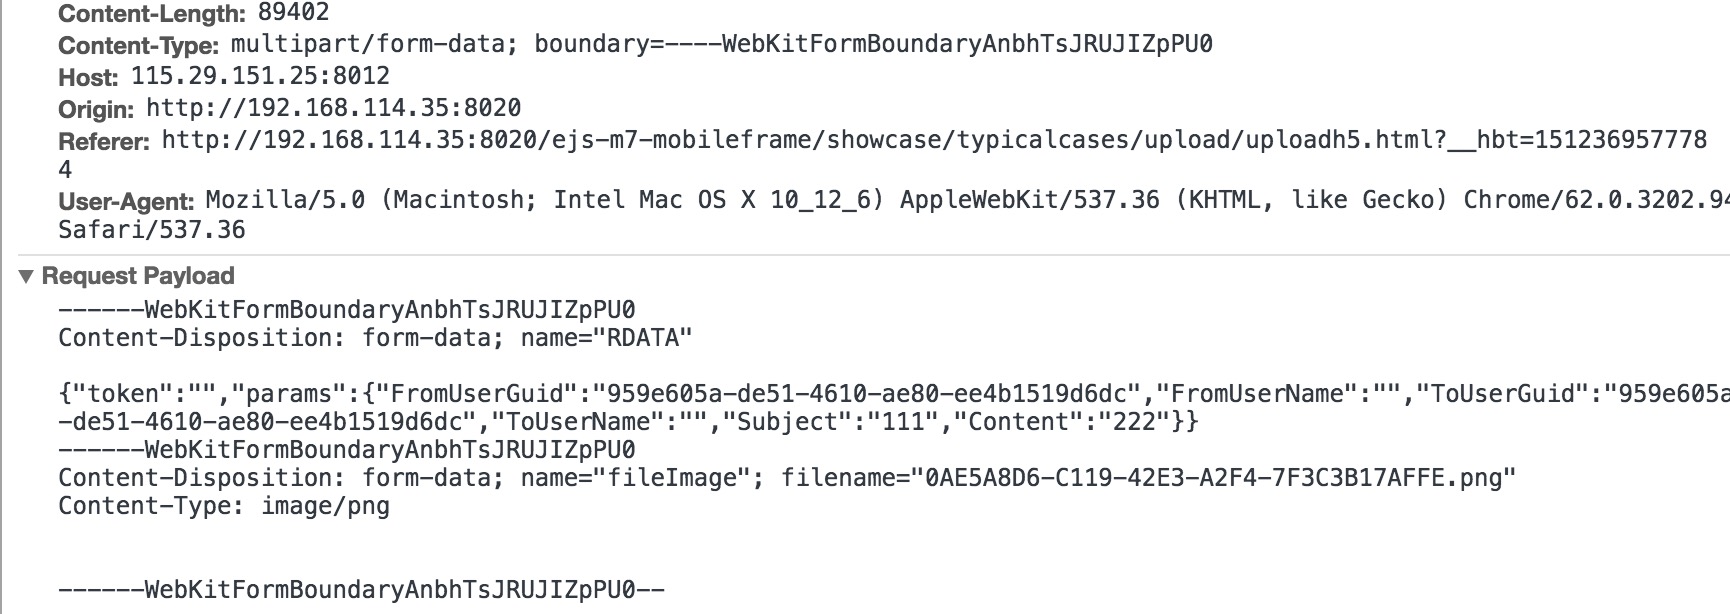 Content-Length: 89402
Content-Type: multipart/form-data; boundary=----WebKitFormBoundaryAnbhTsJRUJIZpPU0
Host: 115.29.151.25:8012
Origin: http://192.168.114.35:8020
Referer: http://192.168.114.35:8020/ejs-m7-mobileframe/showcase/typicalcases/upload/uploadh5.html?__hbt=151236957778
4
User-Agent: Mozilla/5.0 (Macintosh; Intel Mac OS X 10_12_6) AppleWebKit/537.36 (KHTML, like Gecko) Chrome/62.0.3202.94
Safari/537.36
▼ Request Payload
------WebKitFormBoundaryAnbhTsJRUJIZpPU0
Content-Disposition: form-data; name="RDATA"
{"token":"","params":{"FromUserGuid":"959e605a-de51-4610-ae80-ee4b1519d6dc","FromUserName":"","ToUserGuid":"959e605a
-de51-4610-ae80-ee4b1519d6dc","ToUserName":"","Subject":"111","Content":"222"}}
------WebKitFormBoundaryAnbhTsJRUJIZpPU0
Content-Disposition: form-data; name="fileImage"; filename="0AE5A8D6-C119-42E3-A2F4-7F3C3B17AFFE.png"
Content-Type: image/png
------WebKitFormBoundaryAnbhTsJRUJIZpPU0--